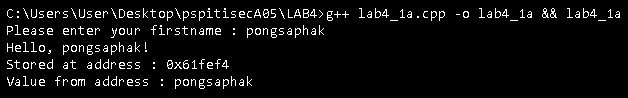 C:\Users\User\Desktop\pspitisecA05\LAB4>g++ lab4_1a.cpp -o lab4_1a && lab4_1a
Please enter your firstname : pongsaphak
Hello, pongsaphak!
Stored at address : 0x61fef4
Value from address : pongsaphak